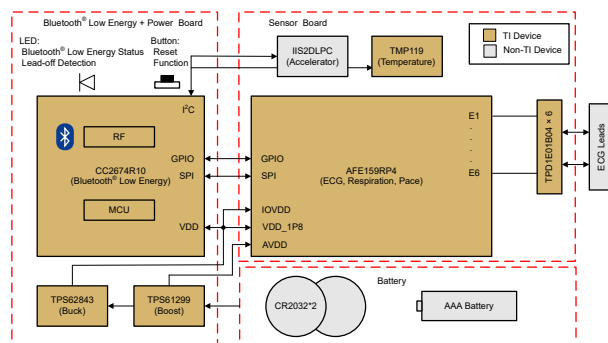 Bluetooth® Low Energy + Power Board
Sensor Board
TI Device
Non-TI Device
LED:
Bluetooth® Low Energy Status
Lead-off Detection
Button:
Reset
Function
IIS2DLPC
(Accelerator)
TMP119
(Temperature)
I²C
RF
CC2674R10
(Bluetooth® Low Energy)
MCU
GPIO
SPI
VDD
GPIO
SPI
IOVDD
VDD_1P8
AVDD
AFE159RP4
(ECG, Respiration, Pace)
E1
.
.
.
.
E6
TPD1E01B04 × 6
ECG Leads
TPS62843
(Buck)
TPS61299
(Boost)
Battery
CR2032*2
AAA Battery